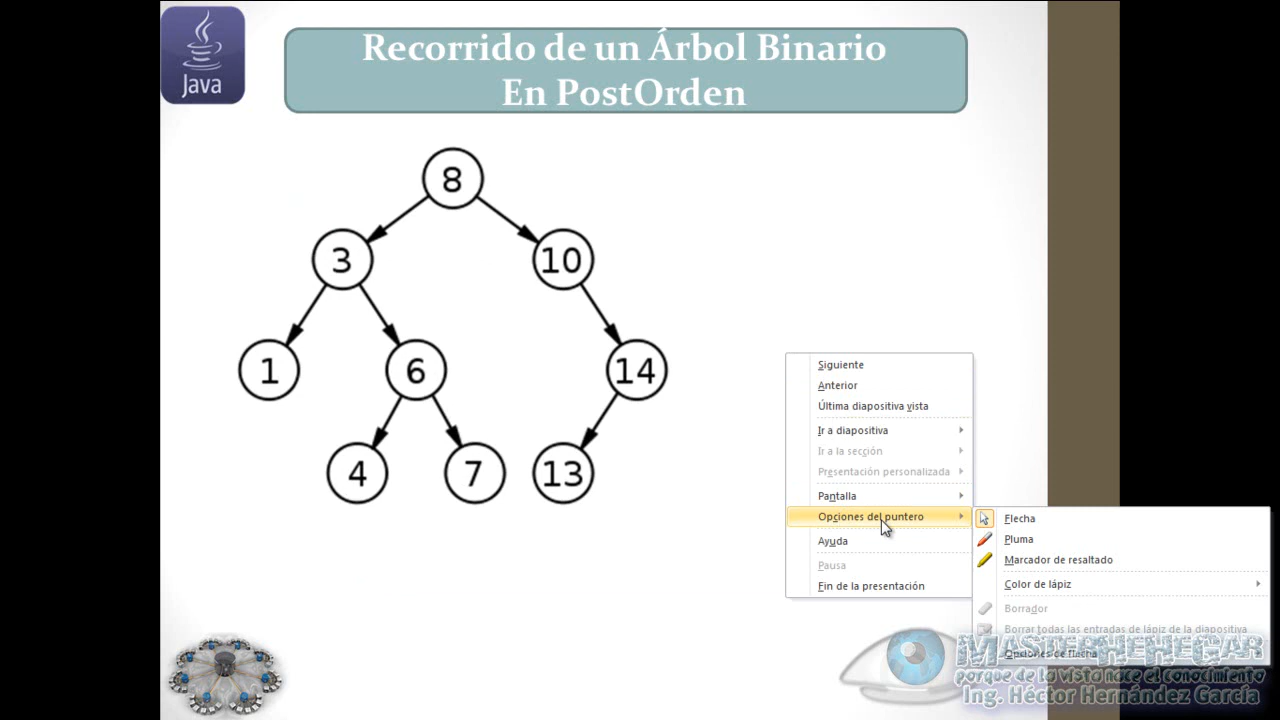 Java
Recorrido de un Árbol Binario
En PostOrden
8
3
10
1
6
14
4
7
13
Siguiente
Anterior
Última diapositiva vista
Ir a diapositiva
Ir a la sección
Presentación personalizada
Pantalla
Opciones del puntero
Ayuda
Pausa
Fin de la presentación
Flecha
Pluma
Marcador de resaltado
Color de lápiz
Borrador
Borrar todas las entradas de lápiz de la diapositiva
Opciones de flecha
MASTERHEHEGAR
porque de la vista nace el conocimiento
Ing. Héctor Hernández García